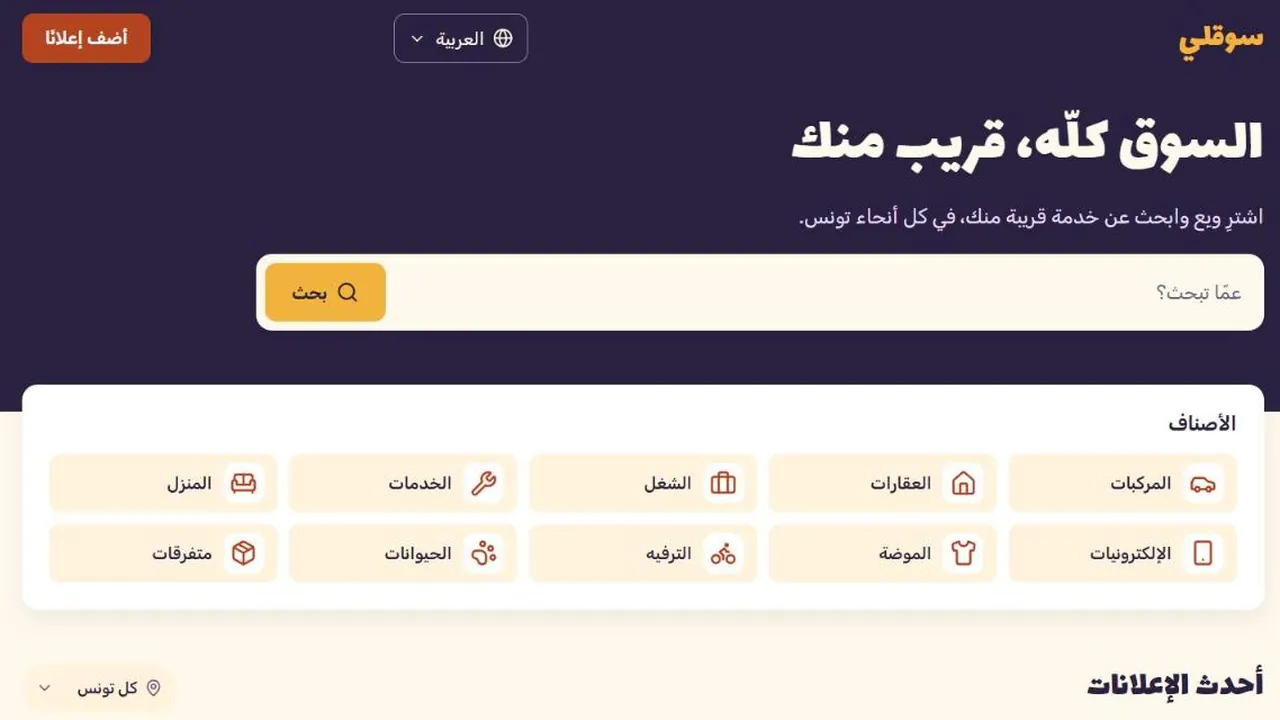 سوقلي
العربية
أضف إعلانًا
السوق كلّه، قريب منك
اشترِ وبع وابحث عن خدمة قريبة منك، في كل أنحاء تونس.
عمّا تبحث؟
بحث
الأصناف
المركبات
العقارات
الشغل
الخدمات
المنزل
الإلكترونيات
الموضة
الترفيه
الحيوانات
متفرقات
أحدث الإعلانات
كل تونس